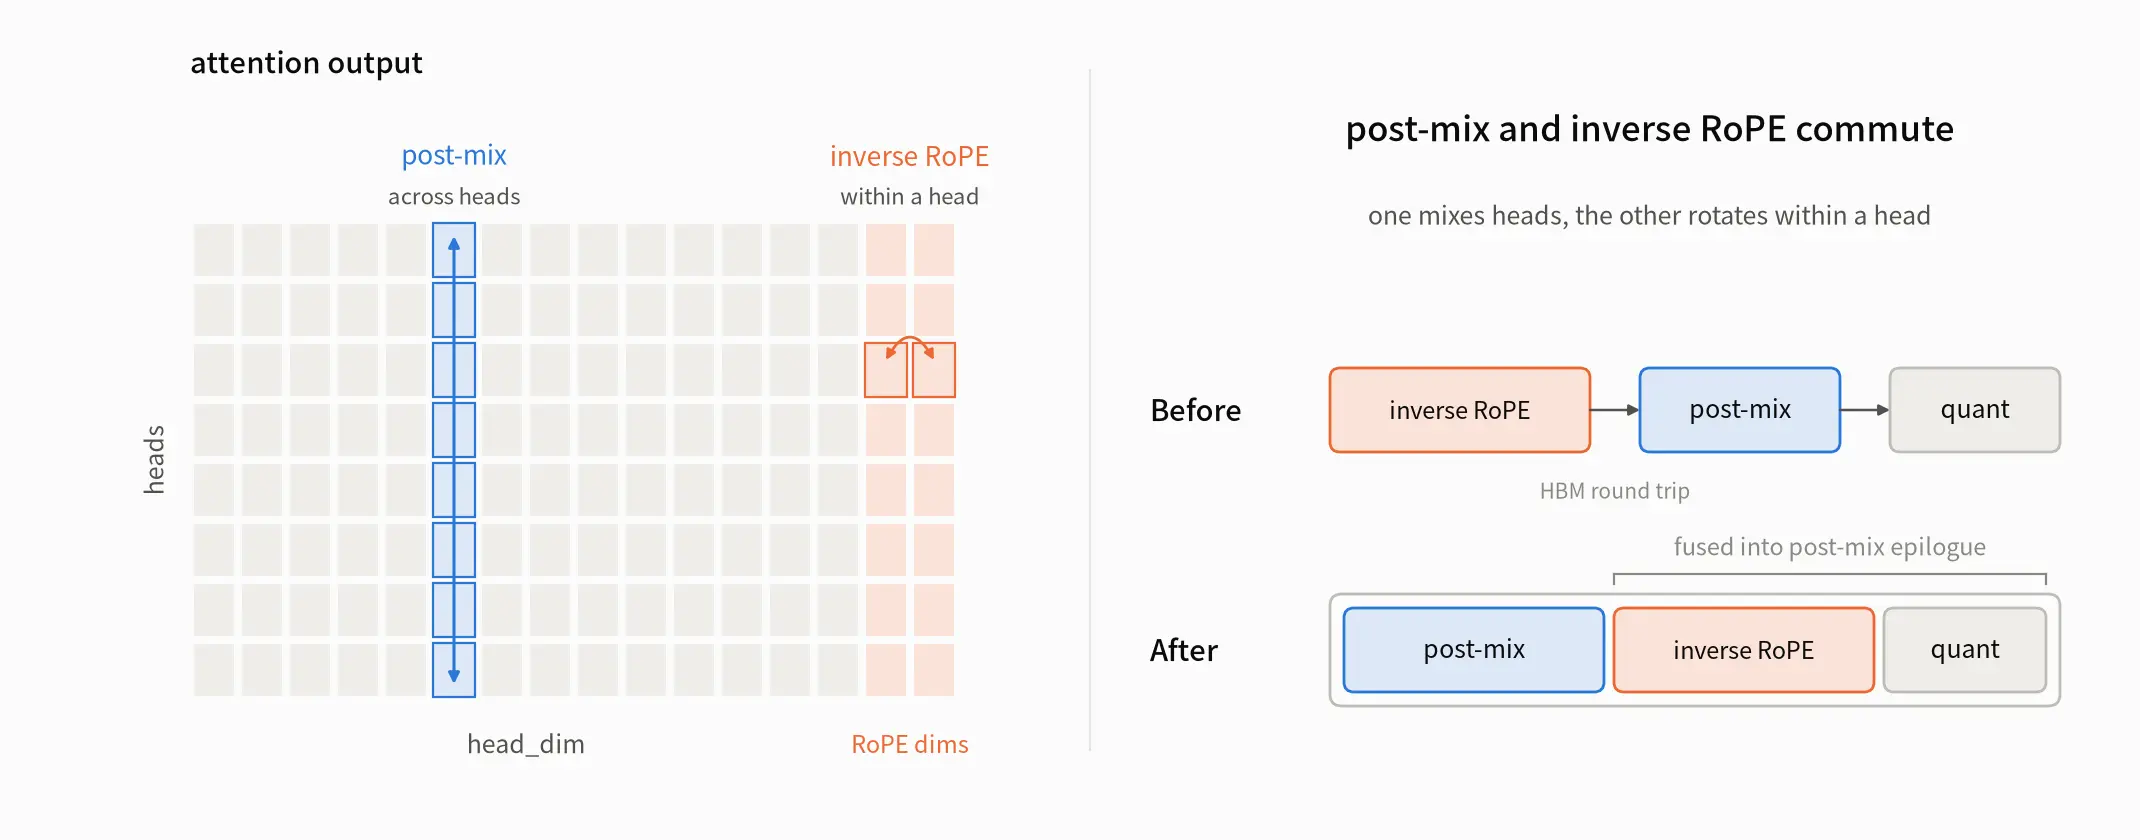 attention output
post-mix
across heads
inverse RoPE
within a head
heads
head_dim
RoPE dims
post-mix and inverse RoPE commute
one mixes heads, the other rotates within a head
Before
inverse RoPE
post-mix
quant
HBM round trip
fused into post-mix epilogue
After
post-mix
inverse RoPE
quant